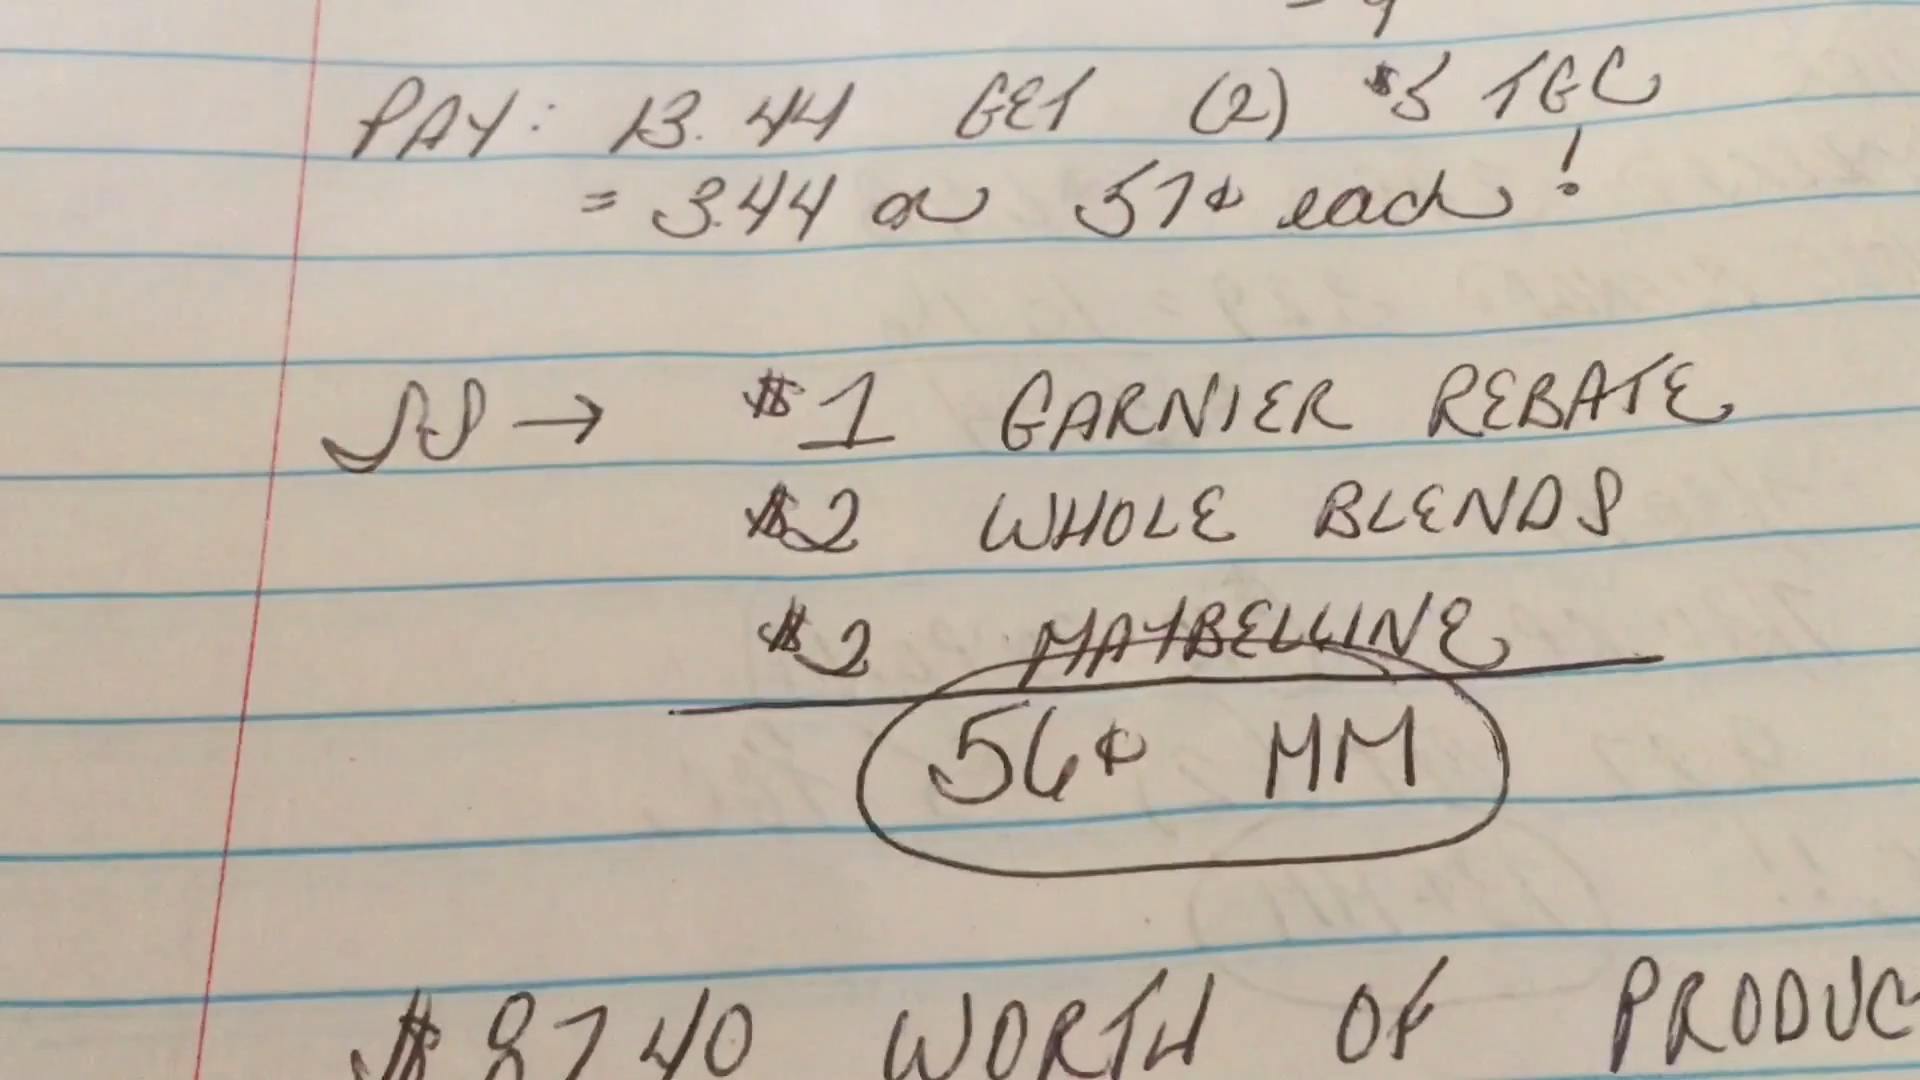 PAY: 13.44 GET (2) $5 TGC
= 3.44 or 57¢ each!
SS → $1 GARNIER REBATE
$2 WHOLE BLENDS
$2 MAYBELLINE
56¢ MM
$87.40 WORTH OF PRODUC